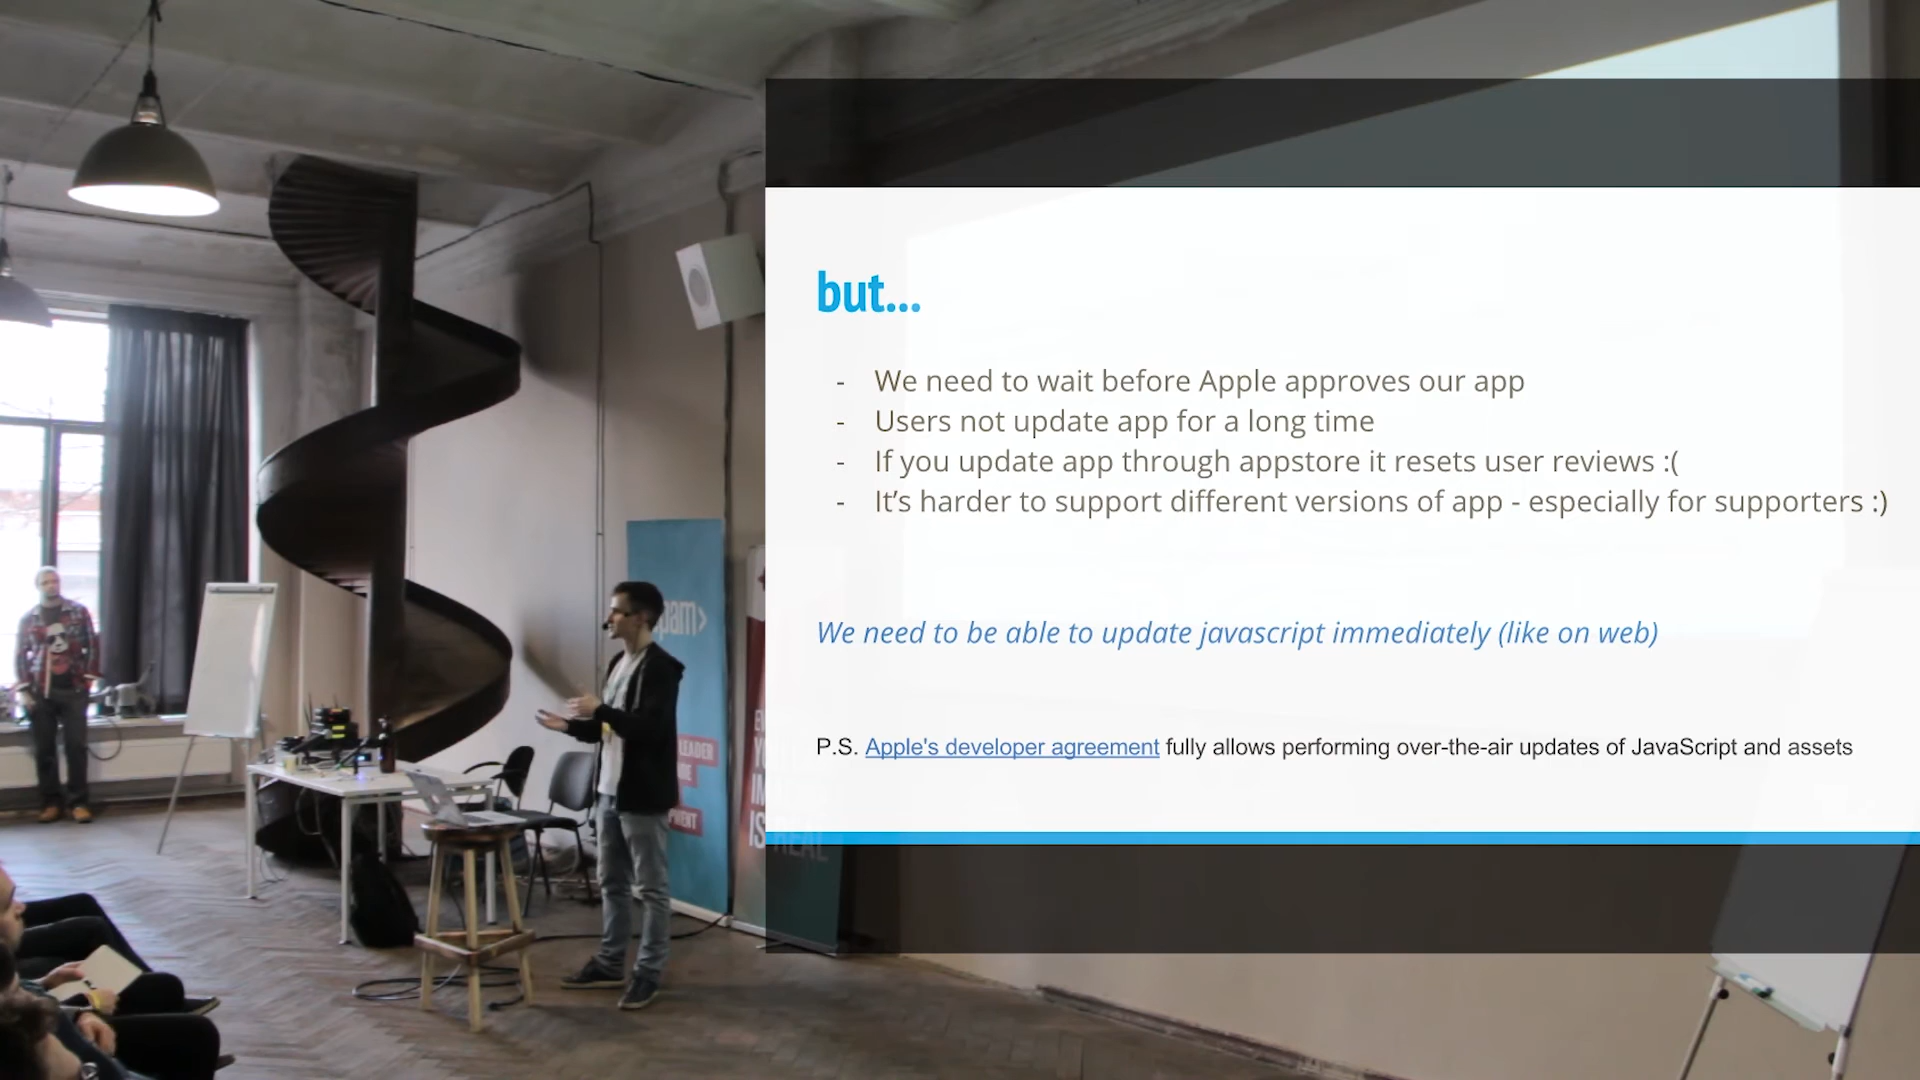 but...
- We need to wait before Apple approves our app
- Users not update app for a long time
- If you update app through appstore it resets user reviews :(
- It's harder to support different versions of app - especially for supporters :)
We need to be able to update javascript immediately (like on web)
P.S. Apple's developer agreement fully allows performing over-the-air updates of JavaScript and assets
LEADER
IS REAL